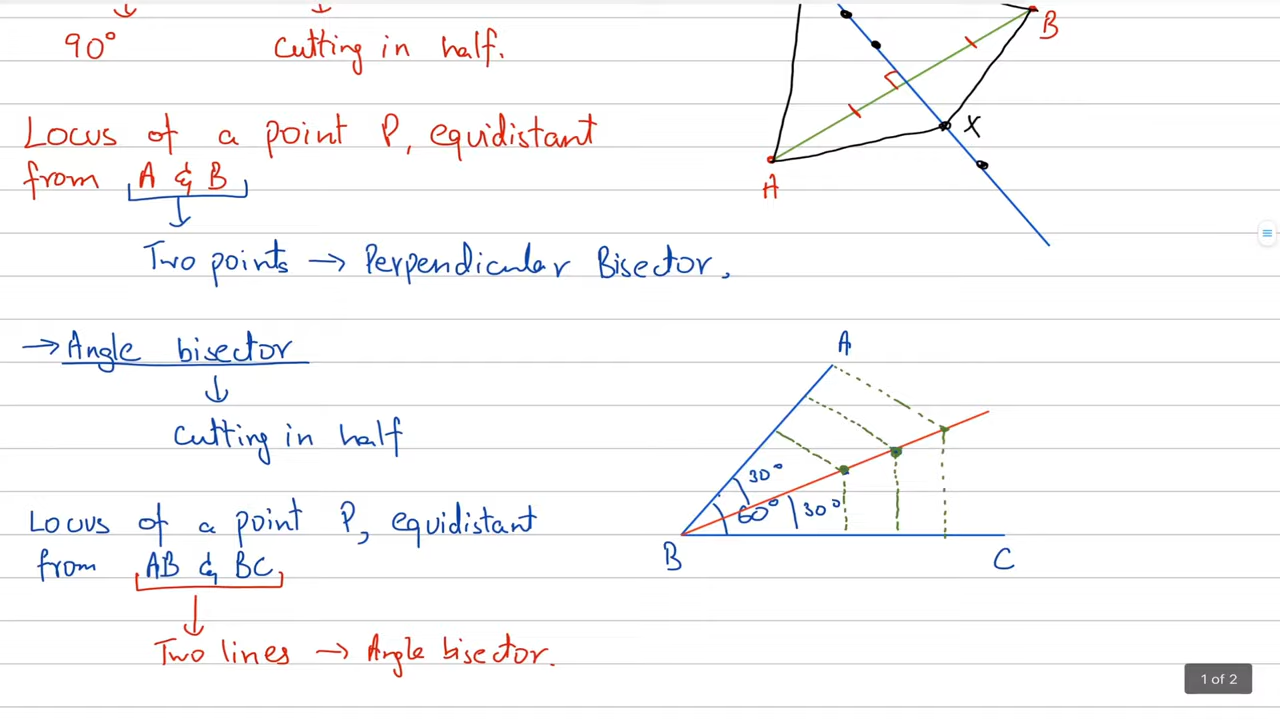 90° Cutting in half.
B
Locus of a point P, equidistant
from A & B
X
A
Two points → Perpendicular Bisector.
→ Angle bisector
A
Cutting in half
30°
60° 30°
Locus of a point P, equidistant
from AB & BC
B C
Two lines → Angle bisector.
1 of 2